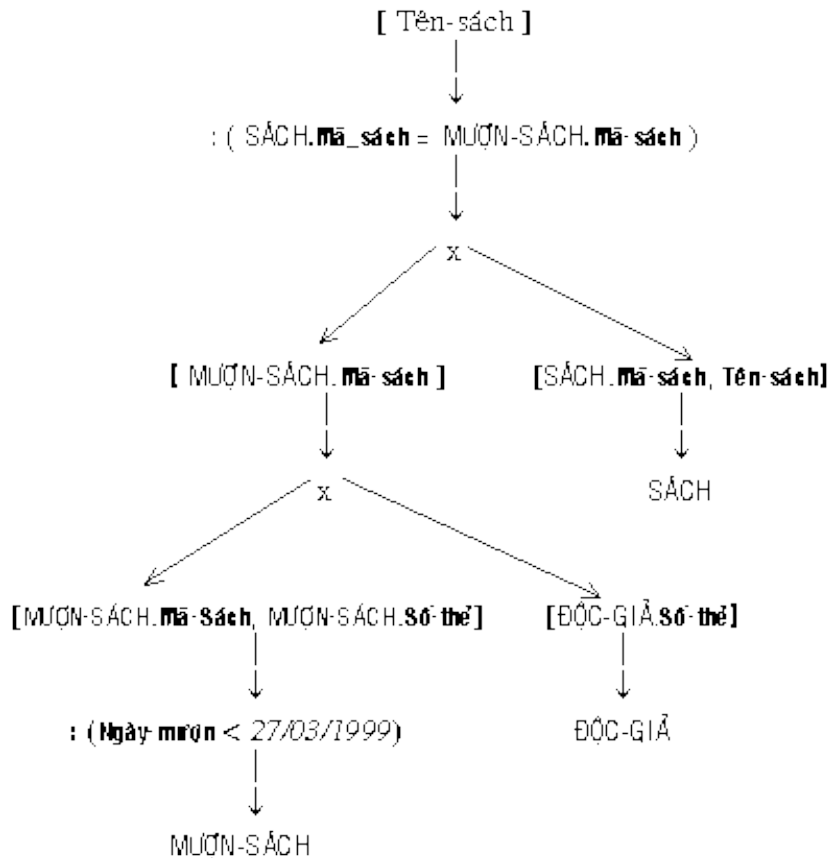 [ Tên-sách ]
: ( SÁCH.mã_sách = MƯỢN-SÁCH.mã-sách )
x
[ MƯỢN-SÁCH.mã-sách ] [SÁCH.mã-sách, Tên-sách]
x SÁCH
[MƯỢN-SÁCH.mã-Sách, MƯỢN-SÁCH.Số-thẻ] [ĐỘC-GIẢ.Số-thẻ]
: (Ngày-mượn < 27/03/1999) ĐỘC-GIẢ
MƯỢN-SÁCH